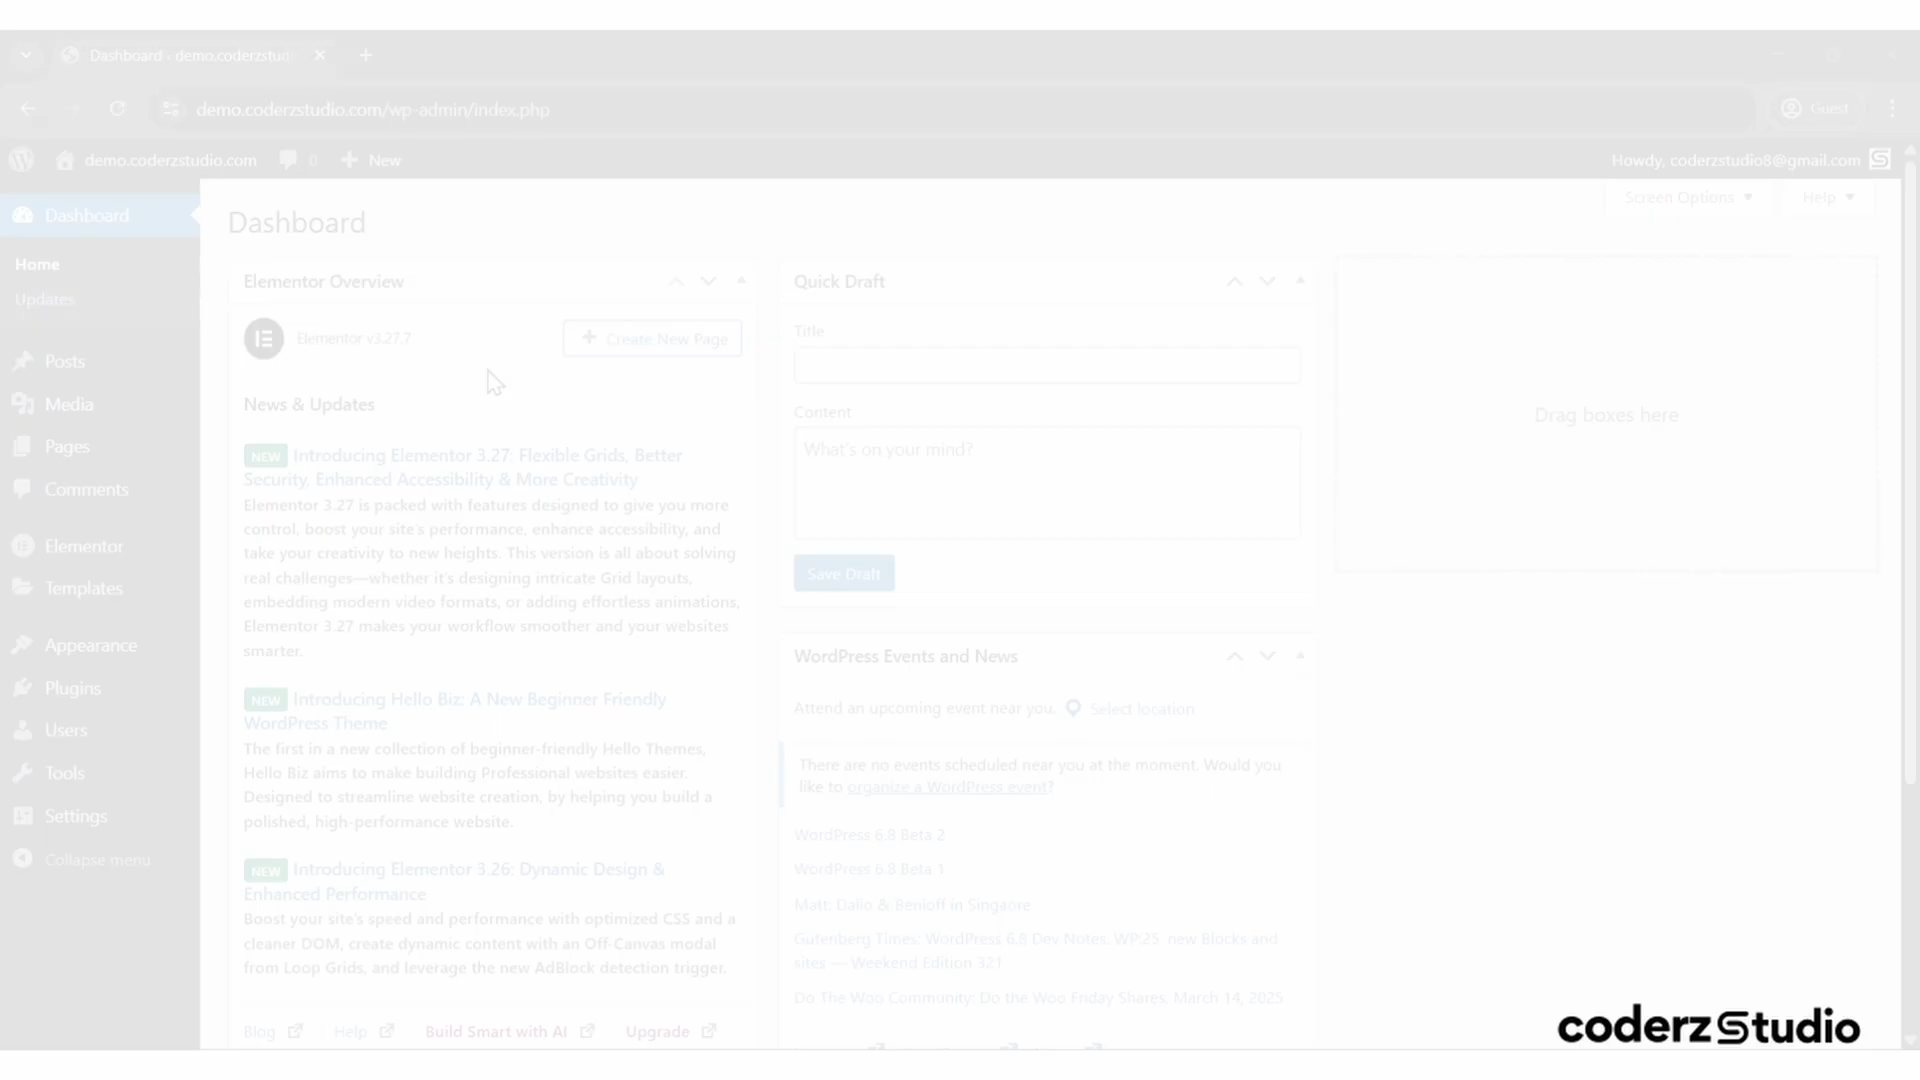 Dashboard - demo.coderzstudi
demo.coderzstudio.com/wp-admin/index.php
Guest
demo.coderzstudio.com
0
New
Howdy, coderzstudio8@gmail.com
Screen Options
Help
Dashboard
Home
Updates
Posts
Media
Pages
Comments
Elementor
Templates
Appearance
Plugins
Users
Tools
Settings
Collapse menu
Dashboard
Elementor Overview
Elementor v3.27.7
Create New Page
News & Updates
NEW Introducing Elementor 3.27: Flexible Grids, Better
Security, Enhanced Accessibility & More Creativity
Elementor 3.27 is packed with features designed to give you more
control, boost your site's performance, enhance accessibility, and
take your creativity to new heights. This version is all about solving
real challenges—whether it's designing intricate Grid layouts,
embedding modern video formats, or adding effortless animations,
Elementor 3.27 makes your workflow smoother and your websites
smarter.
NEW Introducing Hello Biz: A New Beginner Friendly
WordPress Theme
The first in a new collection of beginner-friendly Hello Themes,
Hello Biz aims to make building Professional websites easier.
Designed to streamline website creation, by helping you build a
polished, high-performance website.
NEW Introducing Elementor 3.26: Dynamic Design &
Enhanced Performance
Boost your site's speed and performance with optimized CSS and a
cleaner DOM, create dynamic content with an Off-Canvas modal
from Loop Grids, and leverage the new AdBlock detection trigger.
Blog
Help
Build Smart with AI
Upgrade
Quick Draft
Title
Content
What's on your mind?
Save Draft
WordPress Events and News
Attend an upcoming event near you.
Select location
There are no events scheduled near you at the moment. Would you
like to organize a WordPress event?
WordPress 6.8 Beta 2
WordPress 6.8 Beta 1
Matt: Dalio & Benioff in Singaore
Gutenberg Times: WordPress 6.8 Dev Notes, WP:25, new Blocks and
sites — Weekend Edition 321
Do The Woo Community: Do the Woo Friday Shares, March 14, 2025
Drag boxes here
coderzStudio